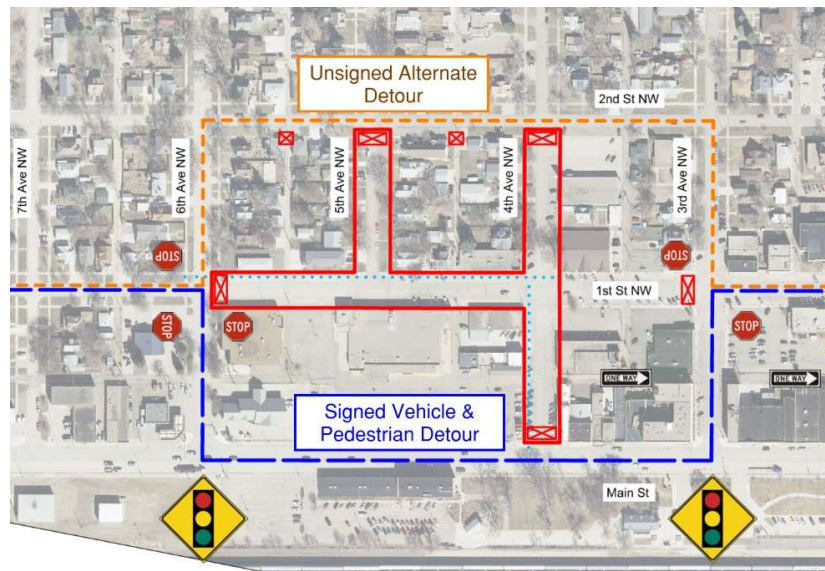 Unsigned Alternate
Detour
2nd St NW
7th Ave NW
6th Ave NW
5th Ave NW
4th Ave NW
3rd Ave NW
STOP
STOP
1st St NW
STOP
STOP
STOP
ONE WAY
ONE WAY
Signed Vehicle &
Pedestrian Detour
Main St